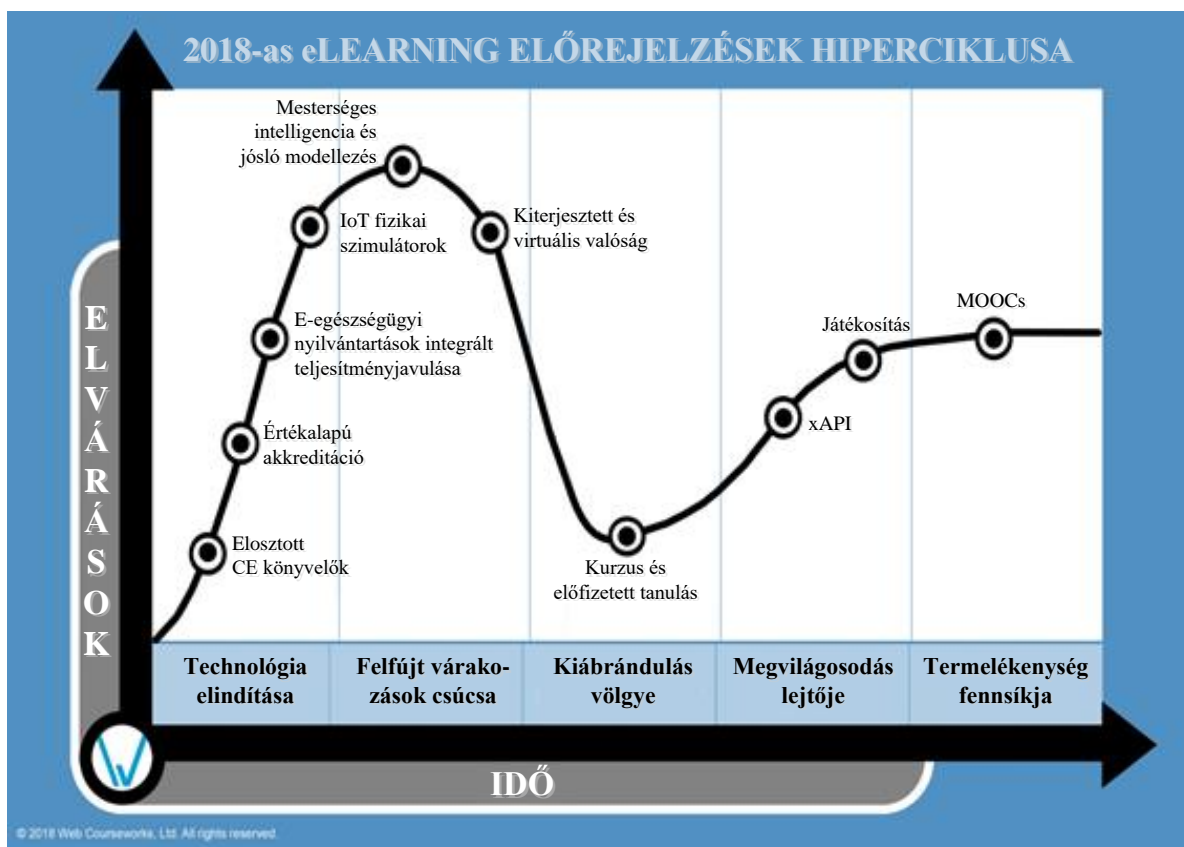 2018-as eLEARNING ELŐREJELZÉSEK HIPERCIKLUSA
Mesterséges
intelligencia és
jósló modellezés
IoT fizikai
szimulátorok
Kiterjesztett és
virtuális valóság
E-egészségügyi
nyilvántartások integrált
teljesítményjavulása
Értékalapú
akkreditáció
Elosztott
CE könyvelők
Kurzus és
előfizetett tanulás
xAPI
Játékosítás
MOOCs
ELVÁRÁSOK
Technológia
elindítása
Felfújt várako-
zások csúcsa
Kiábrándulás
völgye
Megvilágosodás
lejtője
Termelékenység
fennsíkja
IDŐ
© 2018 Web Courseworks, Ltd. All rights reserved.